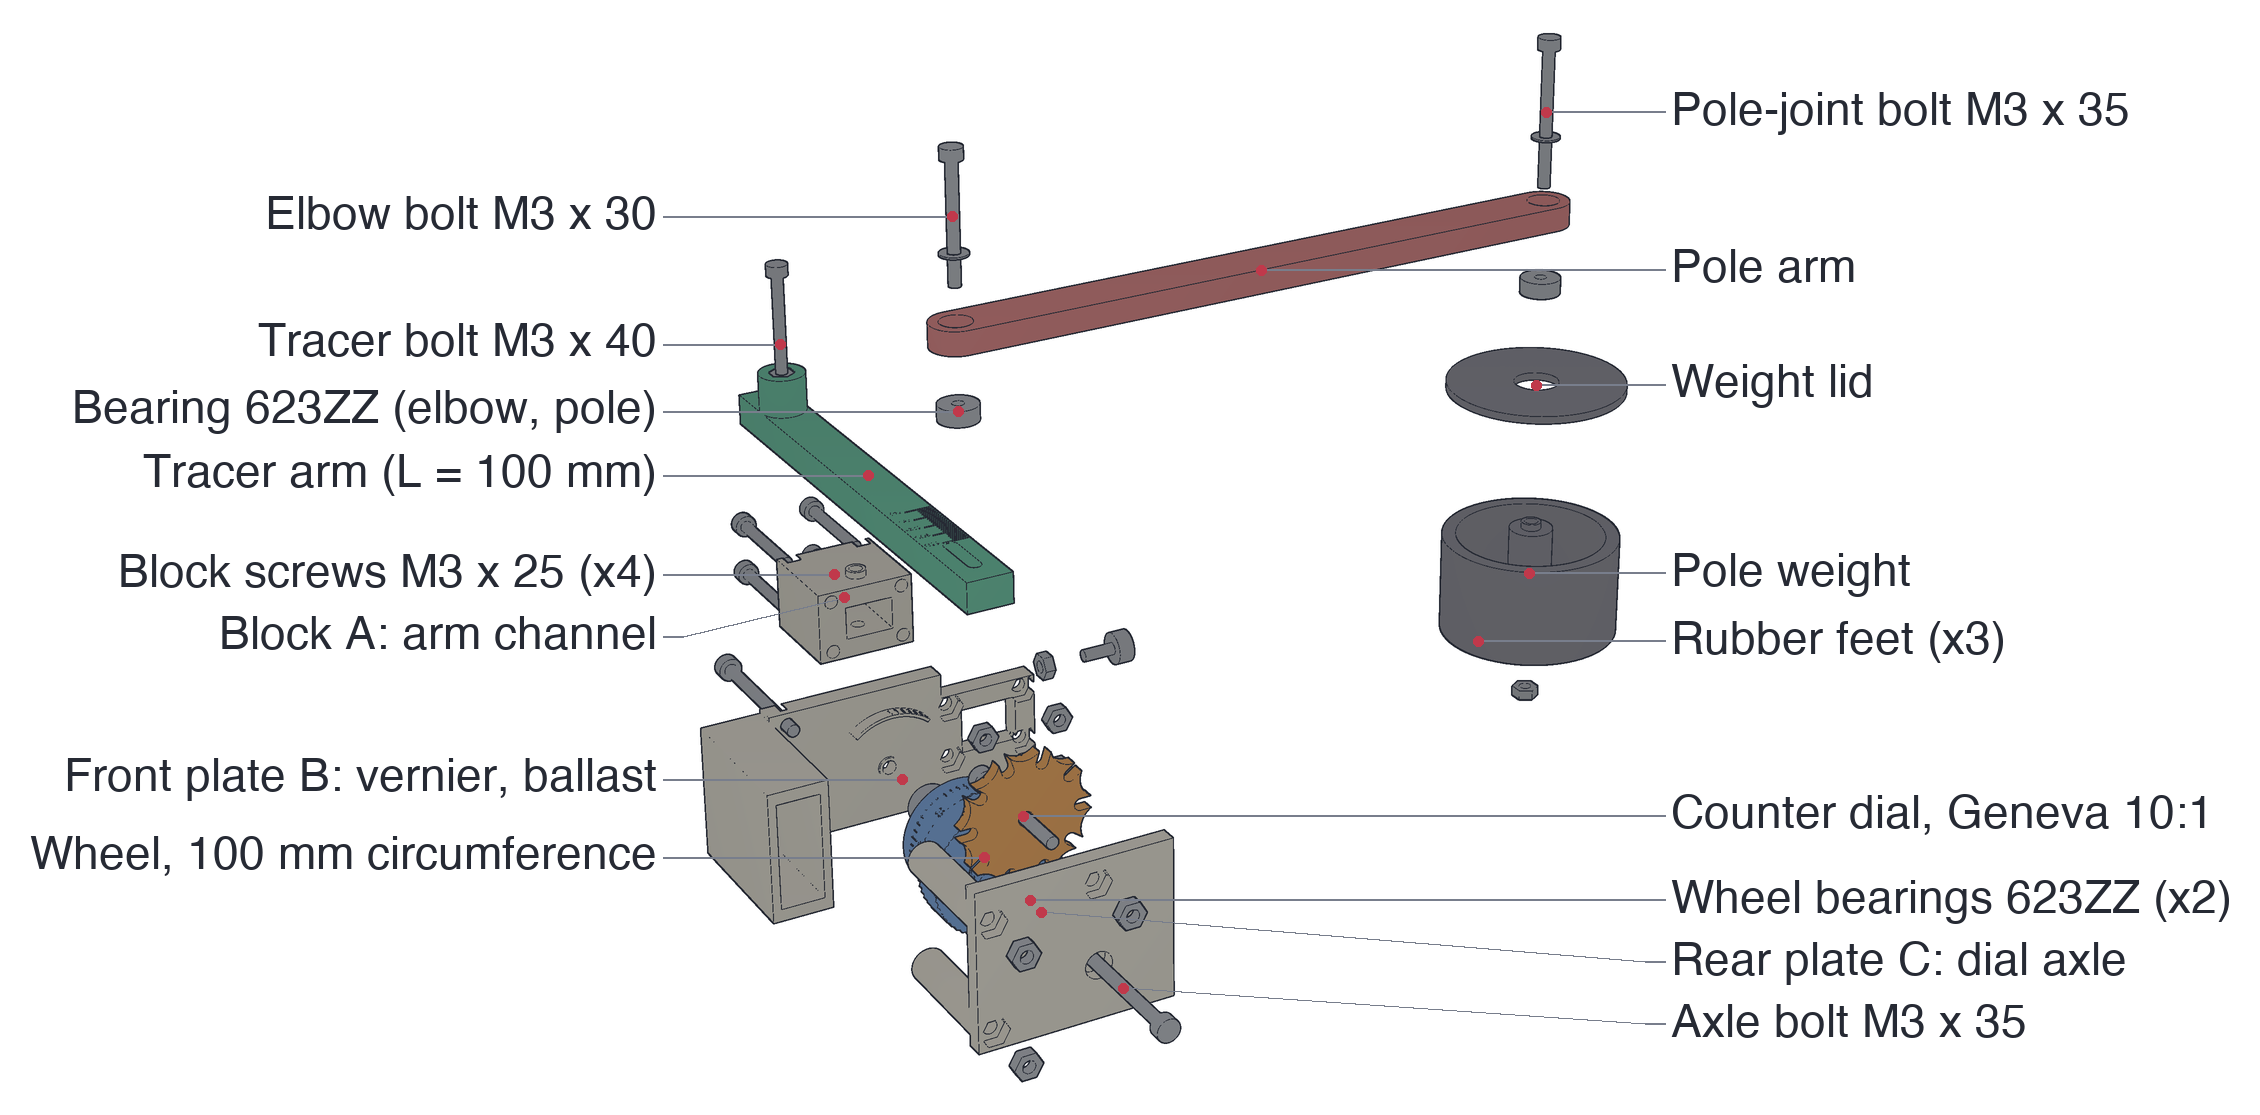 Pole-joint bolt M3 x 35
Elbow bolt M3 x 30
Pole arm
Tracer bolt M3 x 40
Weight lid
Bearing 623ZZ (elbow, pole)
Tracer arm (L = 100 mm)
Block screws M3 x 25 (x4)
Pole weight
Block A: arm channel
Rubber feet (x3)
Front plate B: vernier, ballast
Counter dial, Geneva 10:1
Wheel, 100 mm circumference
Wheel bearings 623ZZ (x2)
Rear plate C: dial axle
Axle bolt M3 x 35